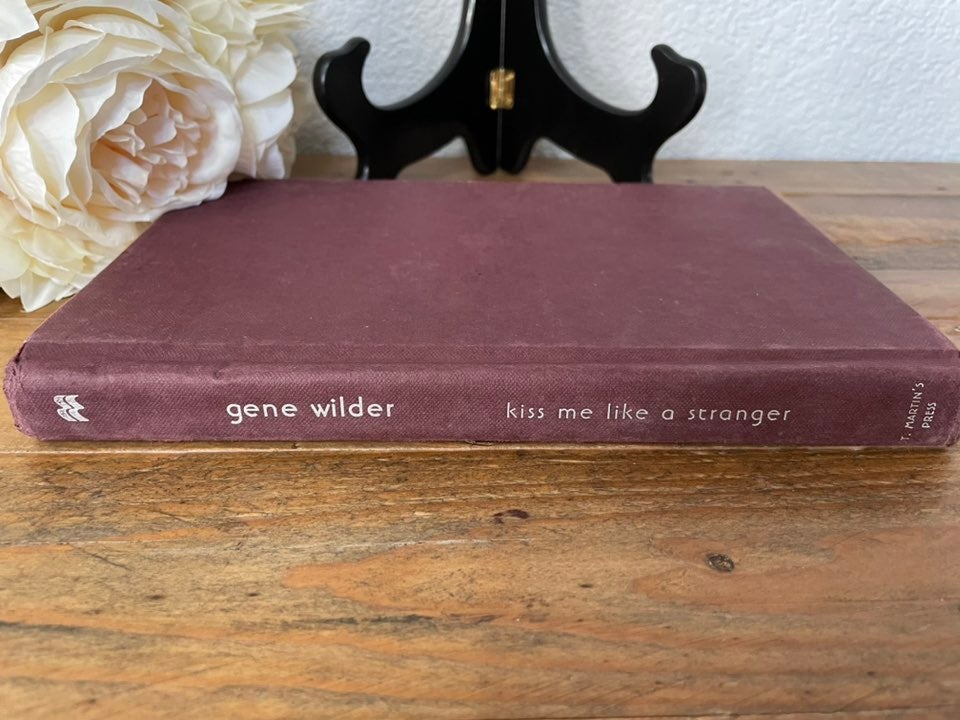 gene wilder
kiss me like a stranger
T. MARTIN'S
PRESS